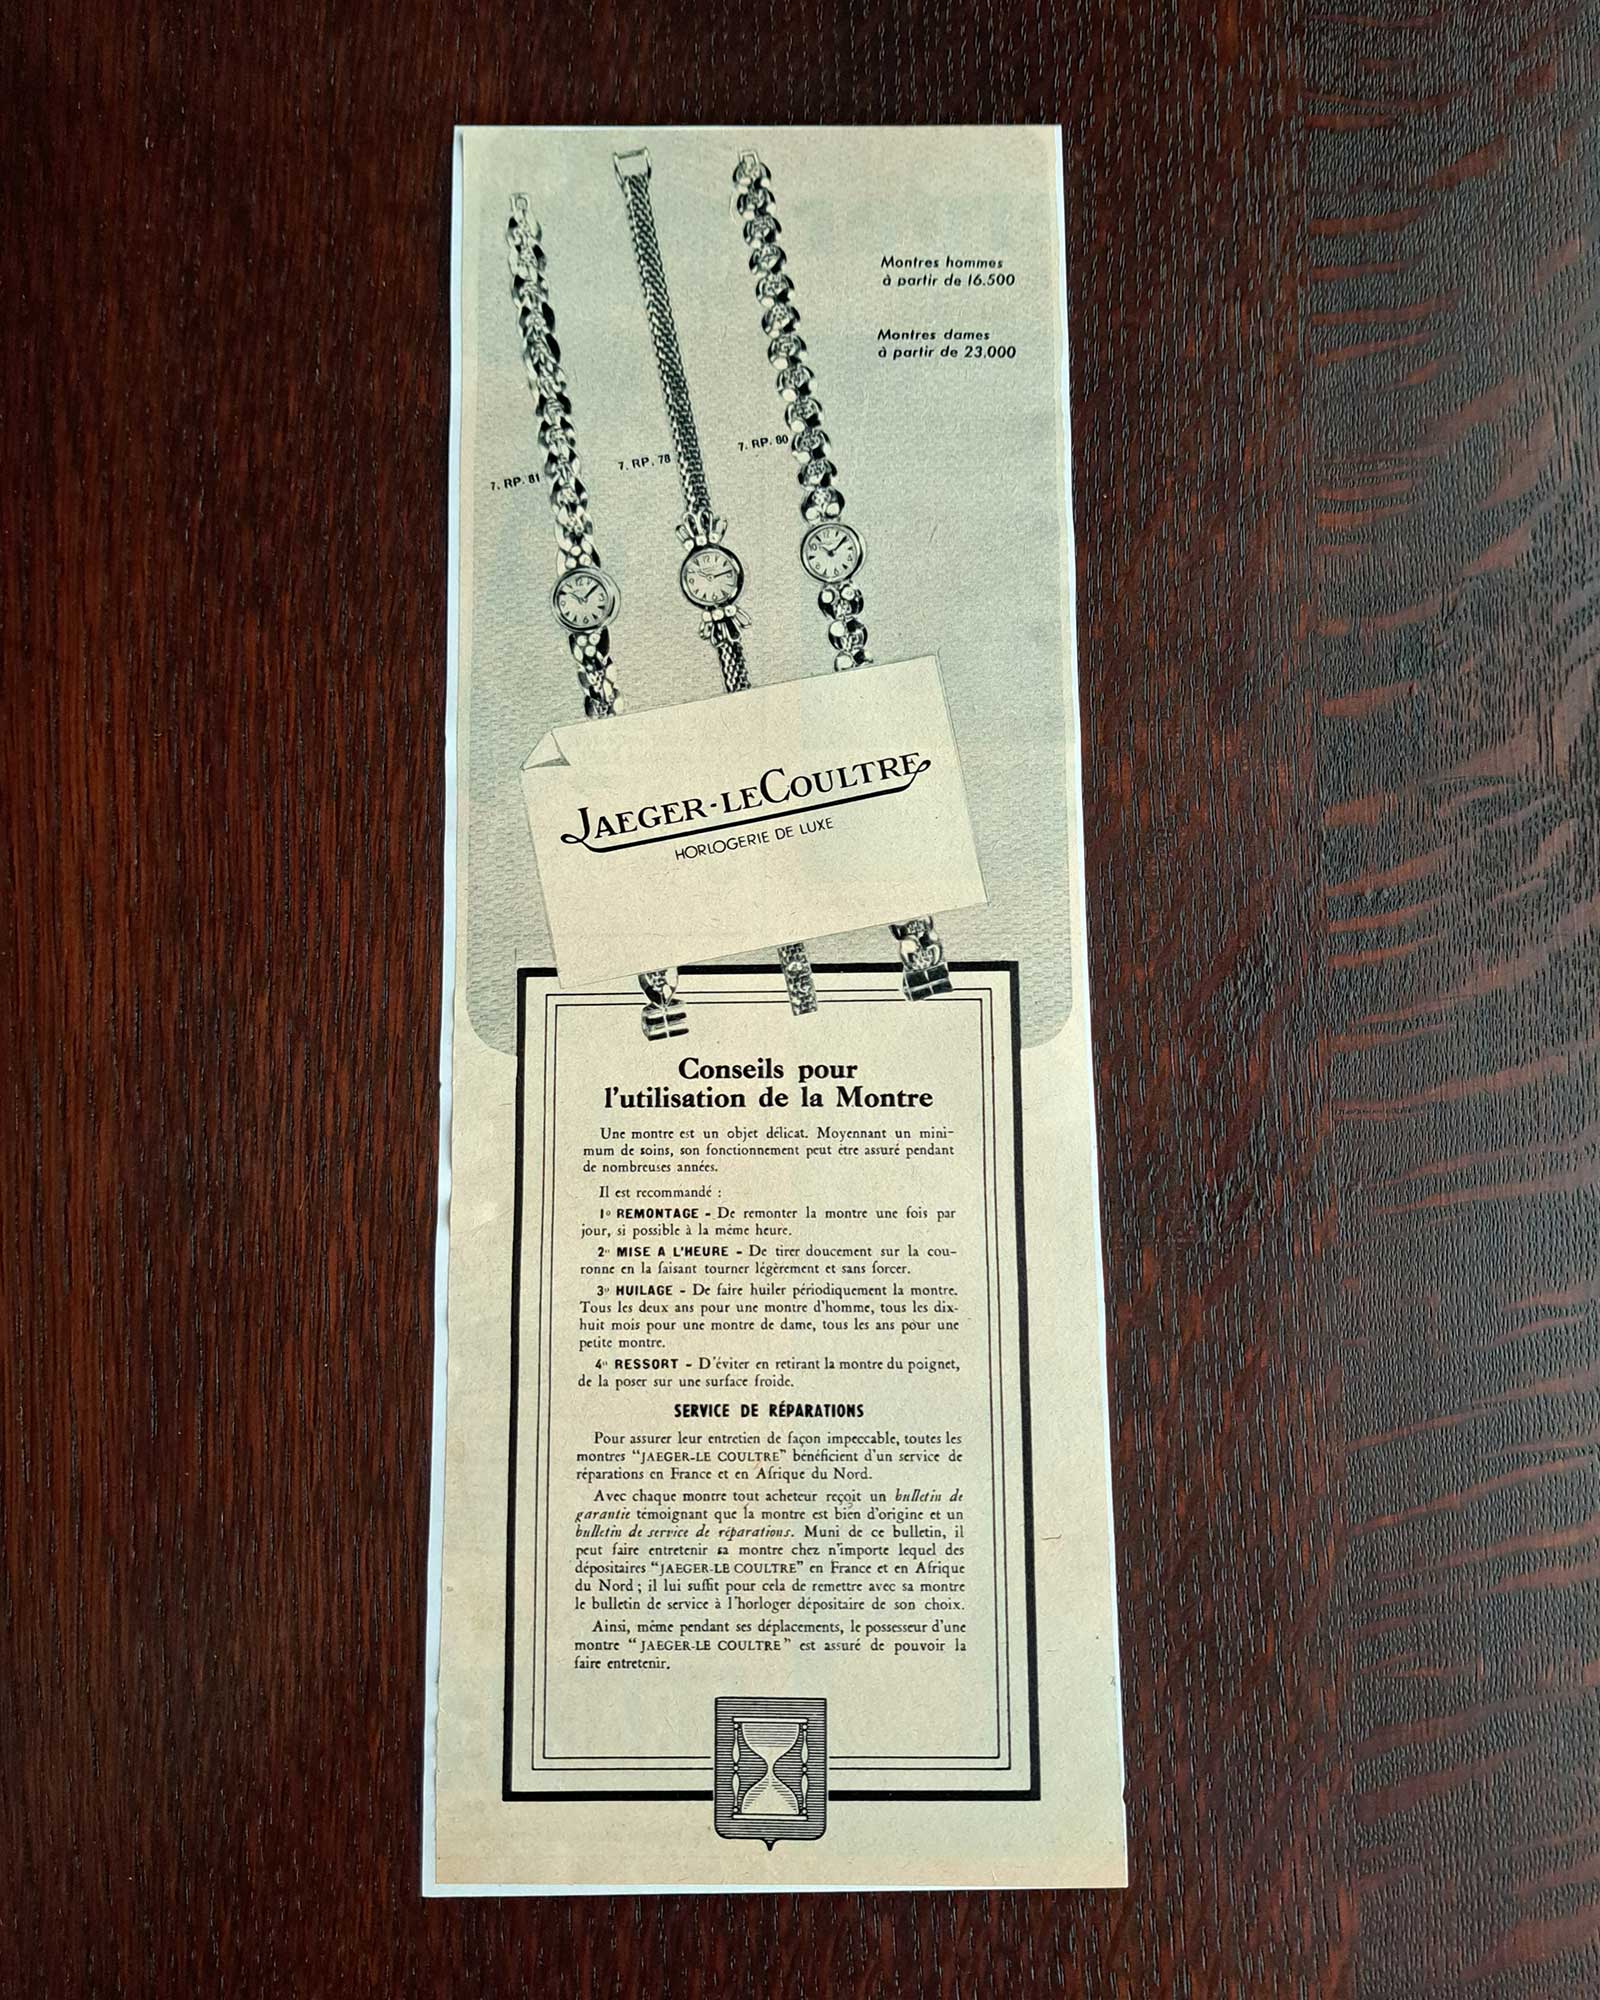 Montres hommes
à partir de 16.500
Montres dames
à partir de 23.000
7. RP. 81
7. RP. 78
7. RP. 80
JAEGER-LECOULTRE
HORLOGERIE DE LUXE
Conseils pour
l'utilisation de la Montre
Une montre est un objet délicat. Moyennant un mini-
mum de soins, son fonctionnement peut être assuré pendant
de nombreuses années.
Il est recommandé :
1º REMONTAGE - De remonter la montre une fois par
jour, si possible à la même heure.
2º MISE A L'HEURE - De tirer doucement sur la cou-
ronne en la faisant tourner légèrement et sans forcer.
3º HUILAGE - De faire huiler périodiquement la montre.
Tous les deux ans pour une montre d'homme, tous les dix-
huit mois pour une montre de dame, tous les ans pour une
petite montre.
4º RESSORT - D'éviter en retirant la montre du poignet,
de la poser sur une surface froide.
SERVICE DE RÉPARATIONS
Pour assurer leur entretien de façon impeccable, toutes les
montres "JAEGER-LE COULTRE" bénéficient d'un service de
réparations en France et en Afrique du Nord.
Avec chaque montre tout acheteur reçoit un bulletin de
garantie témoignant que la montre est bien d'origine et un
bulletin de service de réparations. Muni de ce bulletin, il
peut faire entretenir sa montre chez n'importe lequel des
dépositaires "JAEGER-LE COULTRE" en France et en Afrique
du Nord ; il lui suffit pour cela de remettre avec sa montre
le bulletin de service à l'horloger dépositaire de son choix.
Ainsi, même pendant ses déplacements, le possesseur d'une
montre "JAEGER-LE COULTRE" est assuré de pouvoir la
faire entretenir.